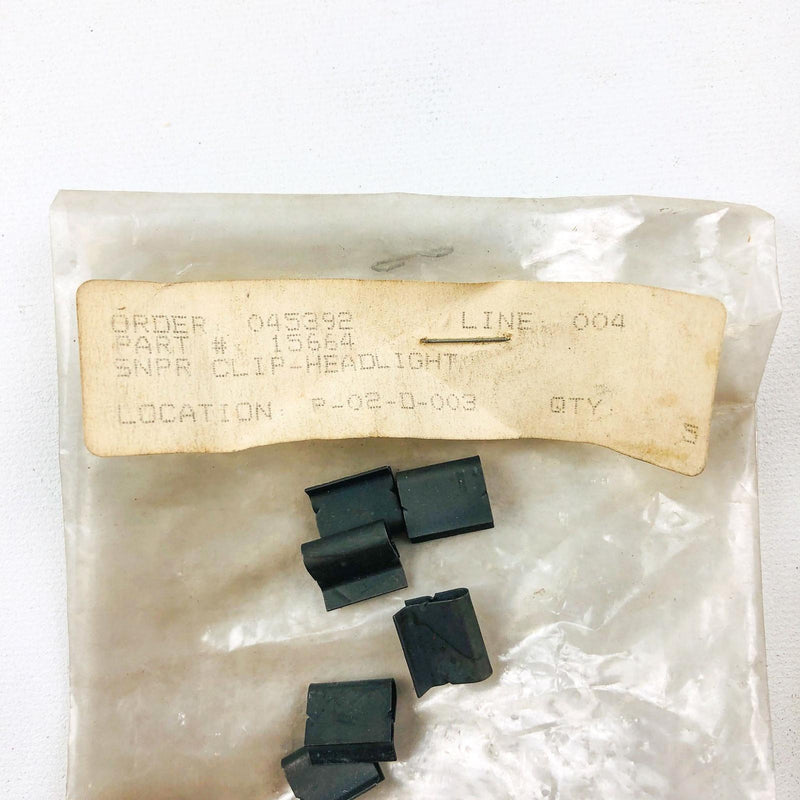 ORDER 045392 LINE 004
PART # 15664
SNPR CLIP-HEADLIGHT
LOCATION P-02-D-003 QTY